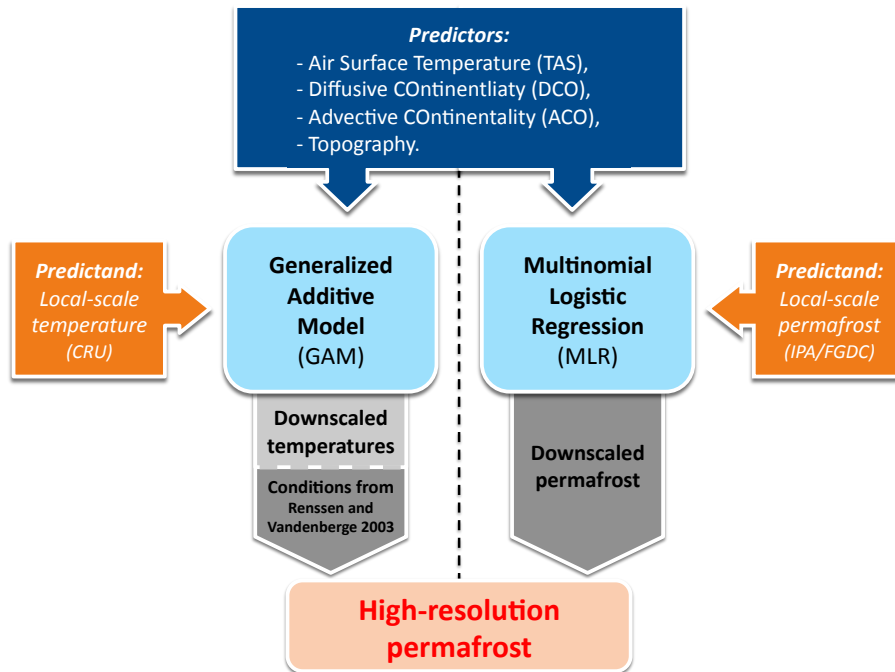 Predictors:
- Air Surface Temperature (TAS),
- Diffusive COntinentliaty (DCO),
- Advective COntinentality (ACO),
- Topography.
Predictand:
Local-scale
temperature
(CRU)
Generalized
Additive
Model
(GAM)
Multinomial
Logistic
Regression
(MLR)
Predictand:
Local-scale
permafrost
(IPA/FGDC)
Downscaled
temperatures
Conditions from
Renssen and
Vandenberge 2003
Downscaled
permafrost
High-resolution
permafrost